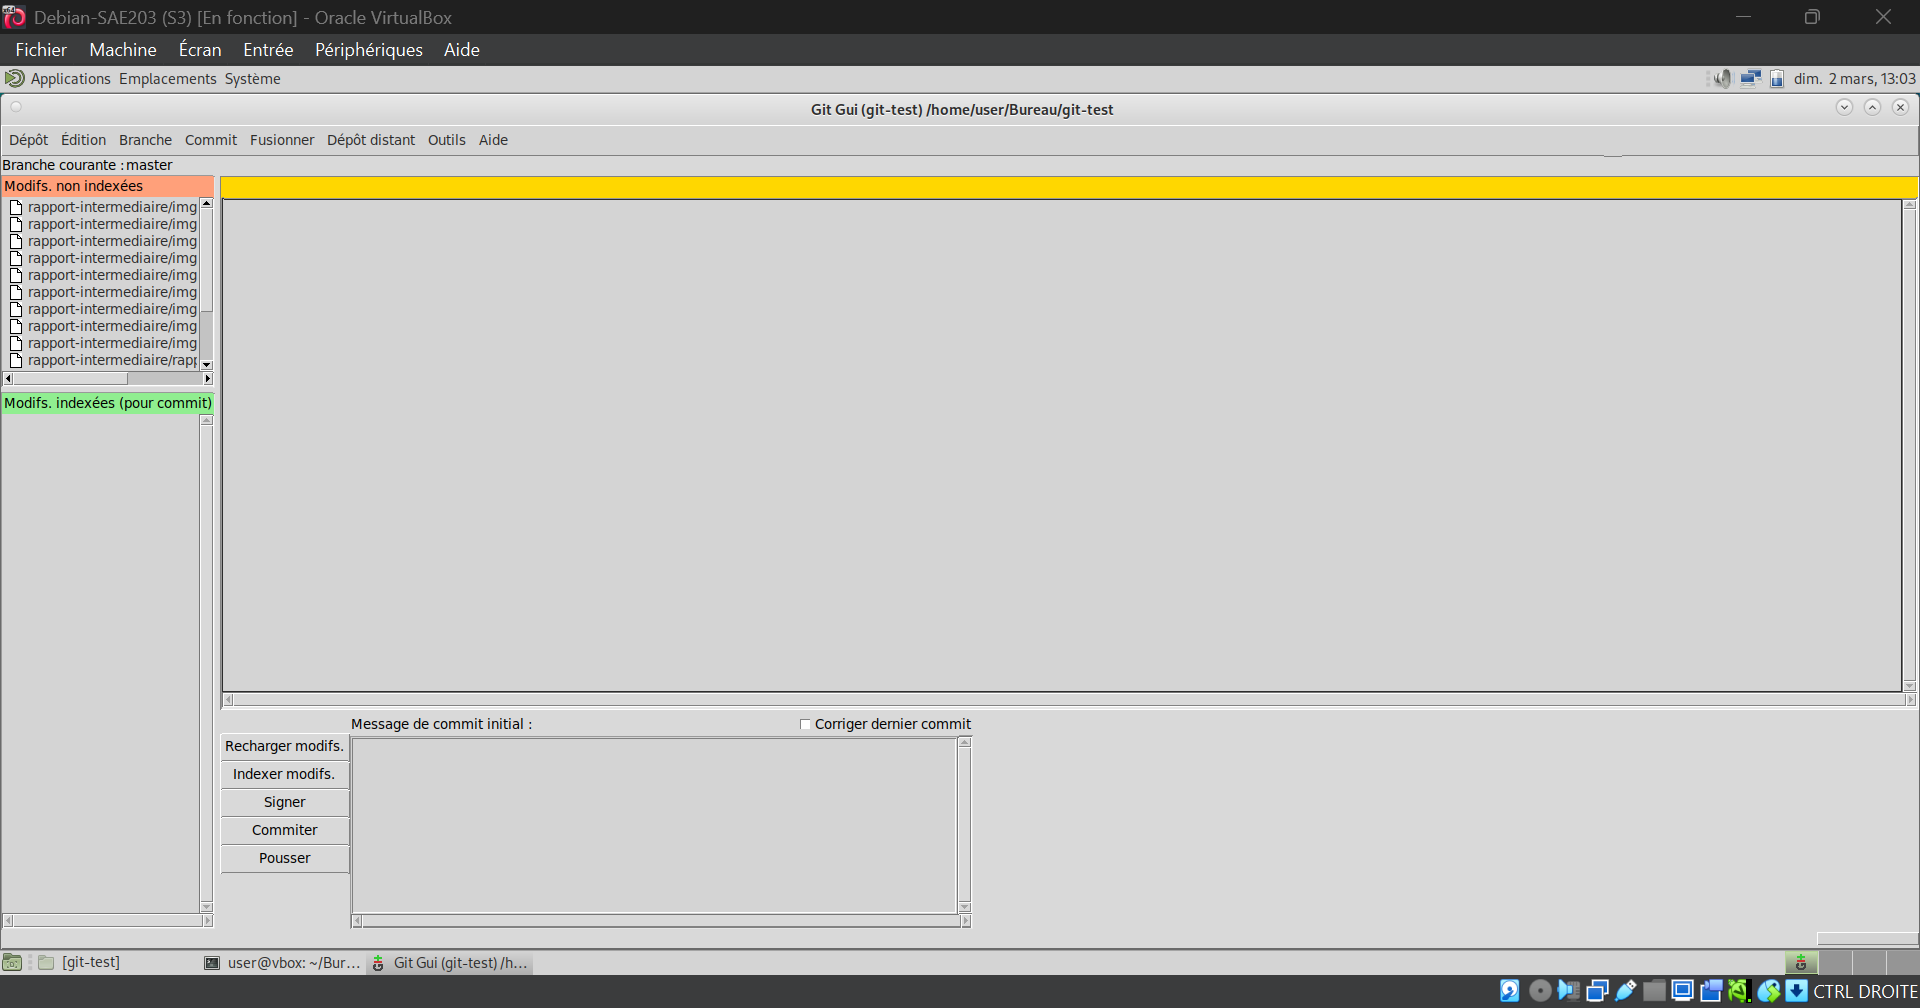 Debian-SAE203 (S3) [En fonction] - Oracle VirtualBox
Fichier Machine Écran Entrée Périphériques Aide
Applications Emplacements Système dim. 2 mars, 13:03
Git Gui (git-test) /home/user/Bureau/git-test
Dépôt Édition Branche Commit Fusionner Dépôt distant Outils Aide
Branche courante : master
Modifs. non indexées
rapport-intermediaire/img
rapport-intermediaire/img
rapport-intermediaire/img
rapport-intermediaire/img
rapport-intermediaire/img
rapport-intermediaire/img
rapport-intermediaire/img
rapport-intermediaire/img
rapport-intermediaire/img
rapport-intermediaire/rapp
Modifs. indexées (pour commit)
Message de commit initial : Corriger dernier commit
Recharger modifs.
Indexer modifs.
Signer
Commiter
Pousser
[git-test] user@vbox: ~/Bur... Git Gui (git-test) /h...
CTRL DROITE